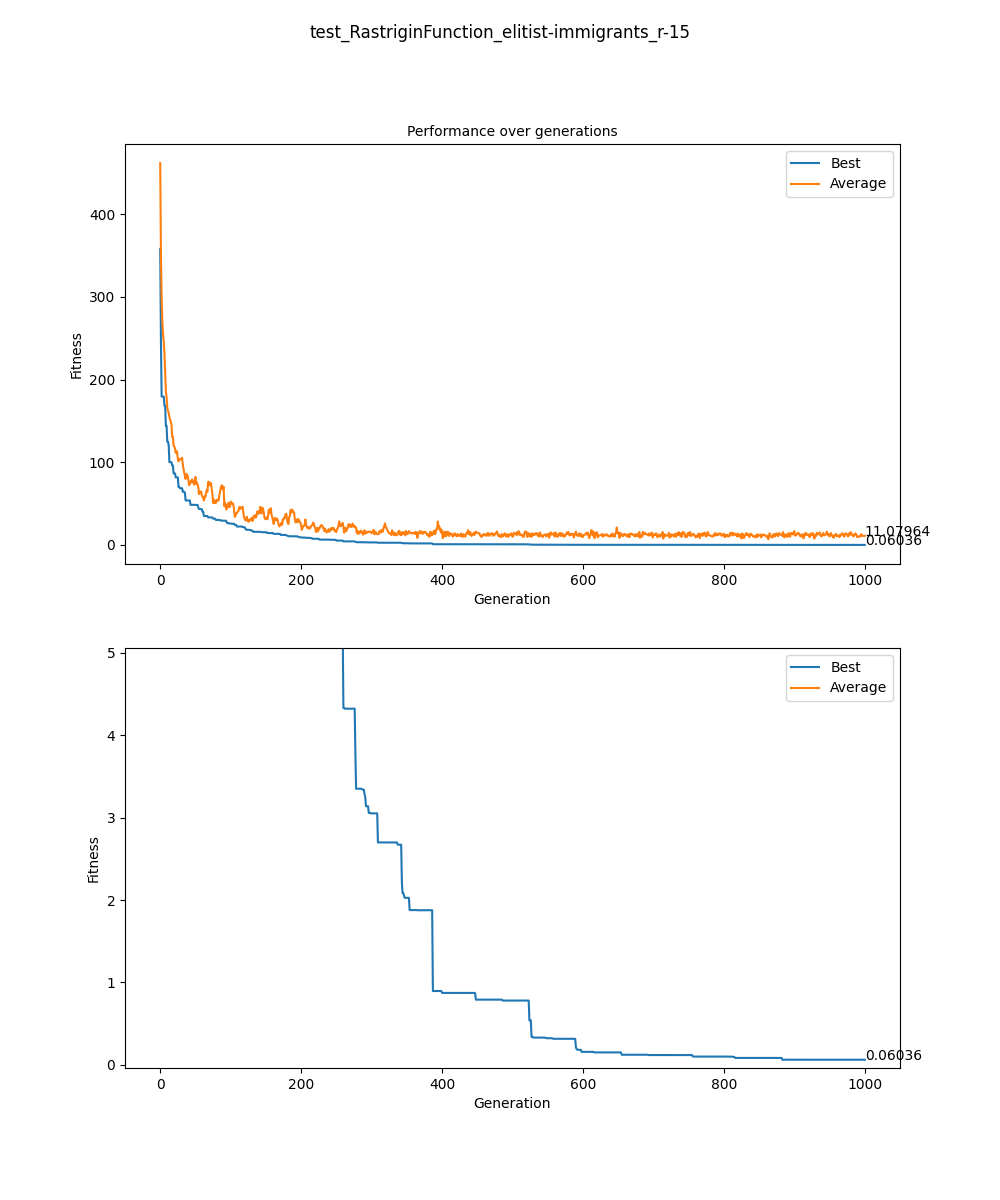 test_RastriginFunction_elitist-immigrants_r-15
Performance over generations
Best
Average
400
300
200
100
0
Fitness
11.07964
0.06036
0 200 400 600 800 1000
Generation
Best
Average
5
4
3
2
1
0
Fitness
0.06036
0 200 400 600 800 1000
Generation